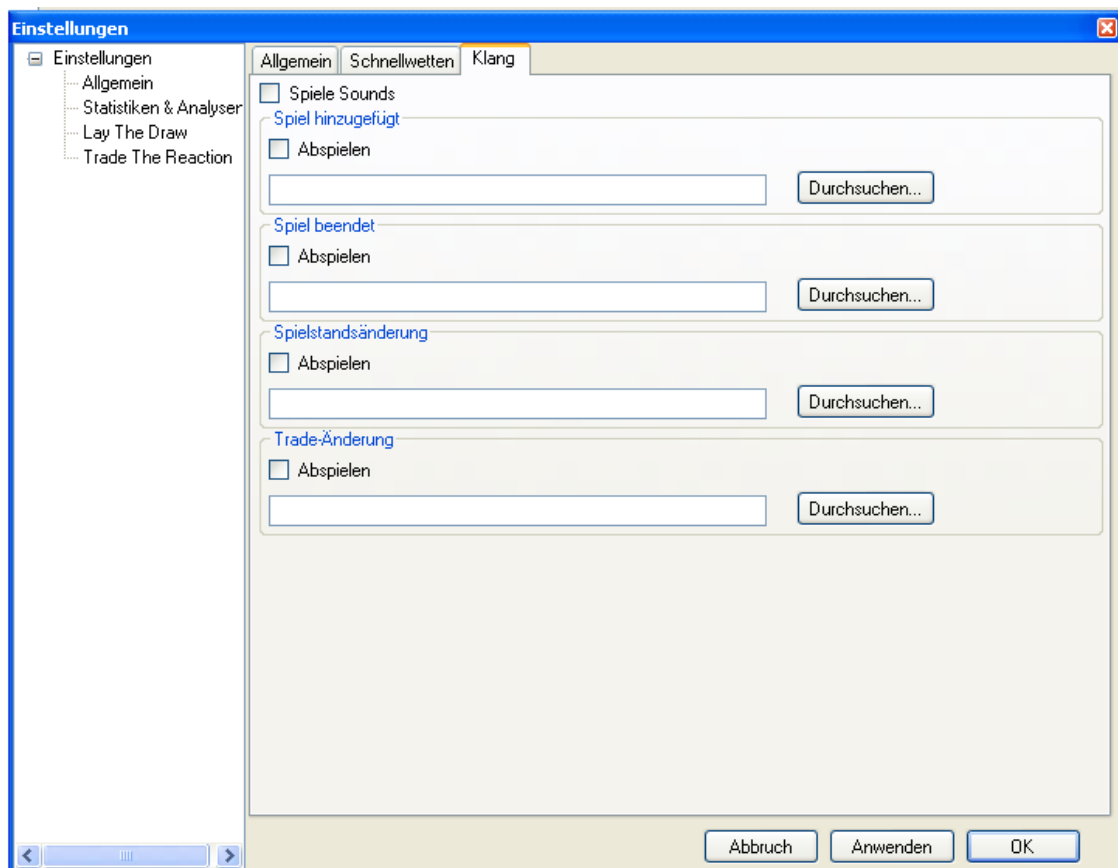 Einstellungen
Einstellungen
Allgemein
Statistiken & Analyser
Lay The Draw
Trade The Reaction
Allgemein Schnellwetten Klang
Spiele Sounds
Spiel hinzugefügt
Abspielen
Durchsuchen...
Spiel beendet
Abspielen
Durchsuchen...
Spielstandsänderung
Abspielen
Durchsuchen...
Trade-Änderung
Abspielen
Durchsuchen...
Abbruch Anwenden OK